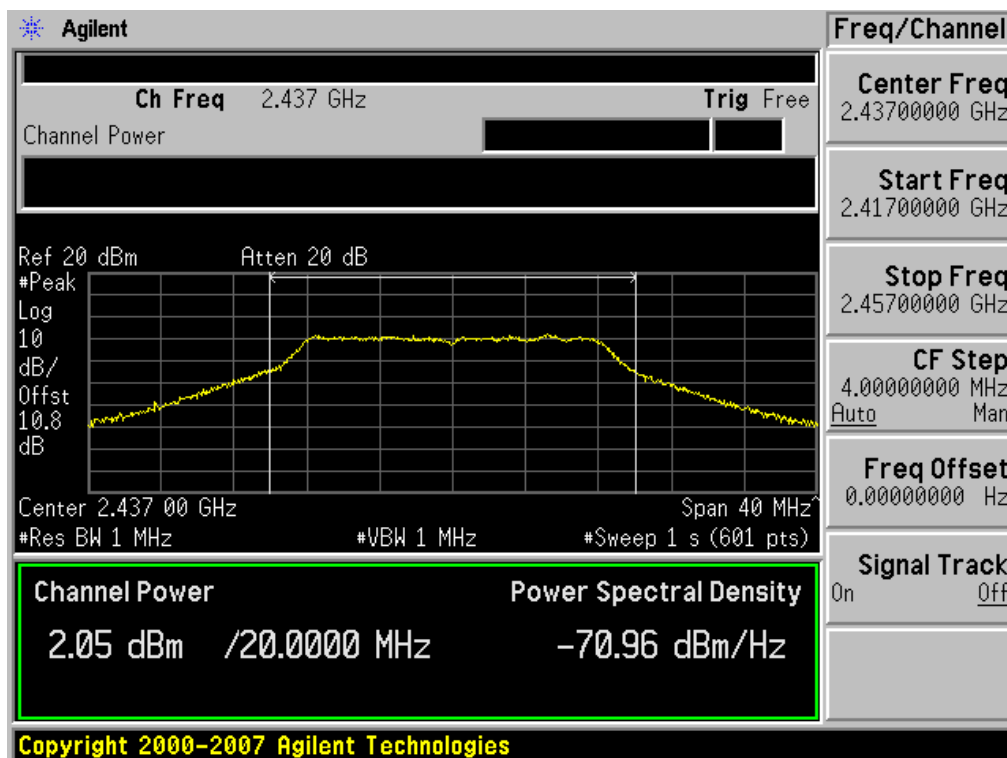 Agilent
Freq/Channel
Ch Freq 2.437 GHz Trig Free
Channel Power
Center Freq
2.43700000 GHz
Start Freq
2.41700000 GHz
Stop Freq
2.45700000 GHz
CF Step
4.00000000 MHz
Auto Man
Freq Offset
0.00000000 Hz
Signal Track
On Off
Ref 20 dBm Atten 20 dB
#Peak
Log
10
dB/
Offst
10.8
dB
Center 2.437 00 GHz Span 40 MHz^
#Res BW 1 MHz #VBW 1 MHz #Sweep 1 s (601 pts)
Channel Power Power Spectral Density
2.05 dBm /20.0000 MHz -70.96 dBm/Hz
Copyright 2000-2007 Agilent Technologies